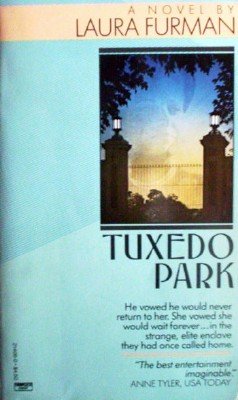 A NOVEL BY
LAURA FURMAN
TUXEDO
PARK
He vowed he would never
return to her. She vowed she
would wait forever...in the
strange, elite enclave
they had once called home.
"The best entertainment
imaginable."
ANNE TYLER, USA TODAY
FAWCETT